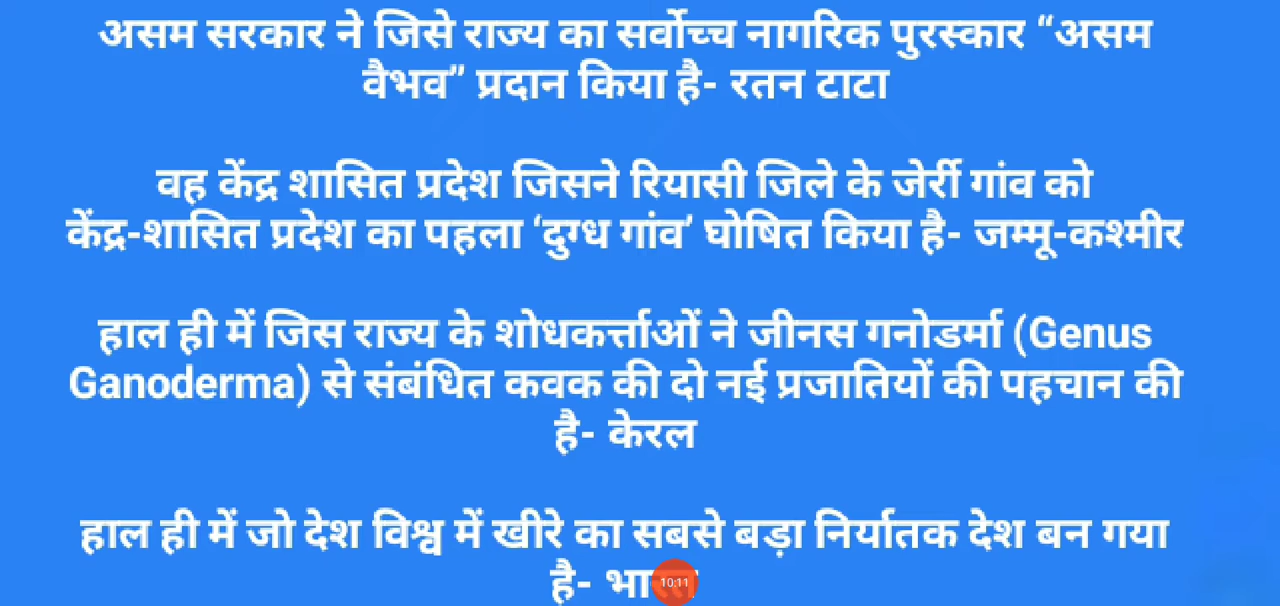 असम सरकार ने जिसे राज्य का सर्वोच्च नागरिक पुरस्कार “असम
वैभव” प्रदान किया है- रतन टाटा
वह केंद्र शासित प्रदेश जिसने रियासी जिले के जेर्री गांव को
केंद्र-शासित प्रदेश का पहला ‘दुग्ध गांव’ घोषित किया है- जम्मू-कश्मीर
हाल ही में जिस राज्य के शोधकर्त्ताओं ने जीनस गनोडर्मा (Genus
Ganoderma) से संबंधित कवक की दो नई प्रजातियों की पहचान की
है- केरल
हाल ही में जो देश विश्व में खीरे का सबसे बड़ा निर्यातक देश बन गया
है- भारत
10:11